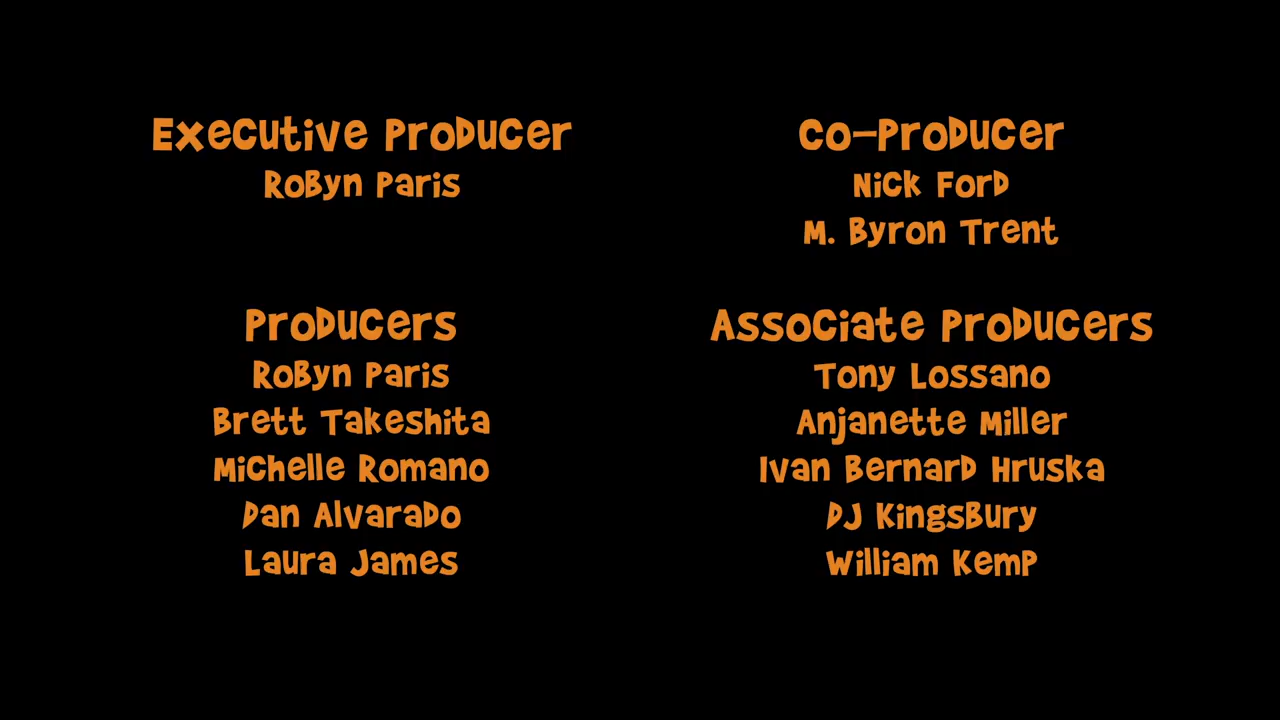 Executive Producer
Robyn Paris
Co-Producer
Nick Ford
M. Byron Trent
Producers
Robyn Paris
Brett Takeshita
Michelle Romano
Dan Alvarado
Laura James
Associate Producers
Tony Lossano
Anjanette Miller
Ivan Bernard Hruska
DJ Kingsbury
William Kemp